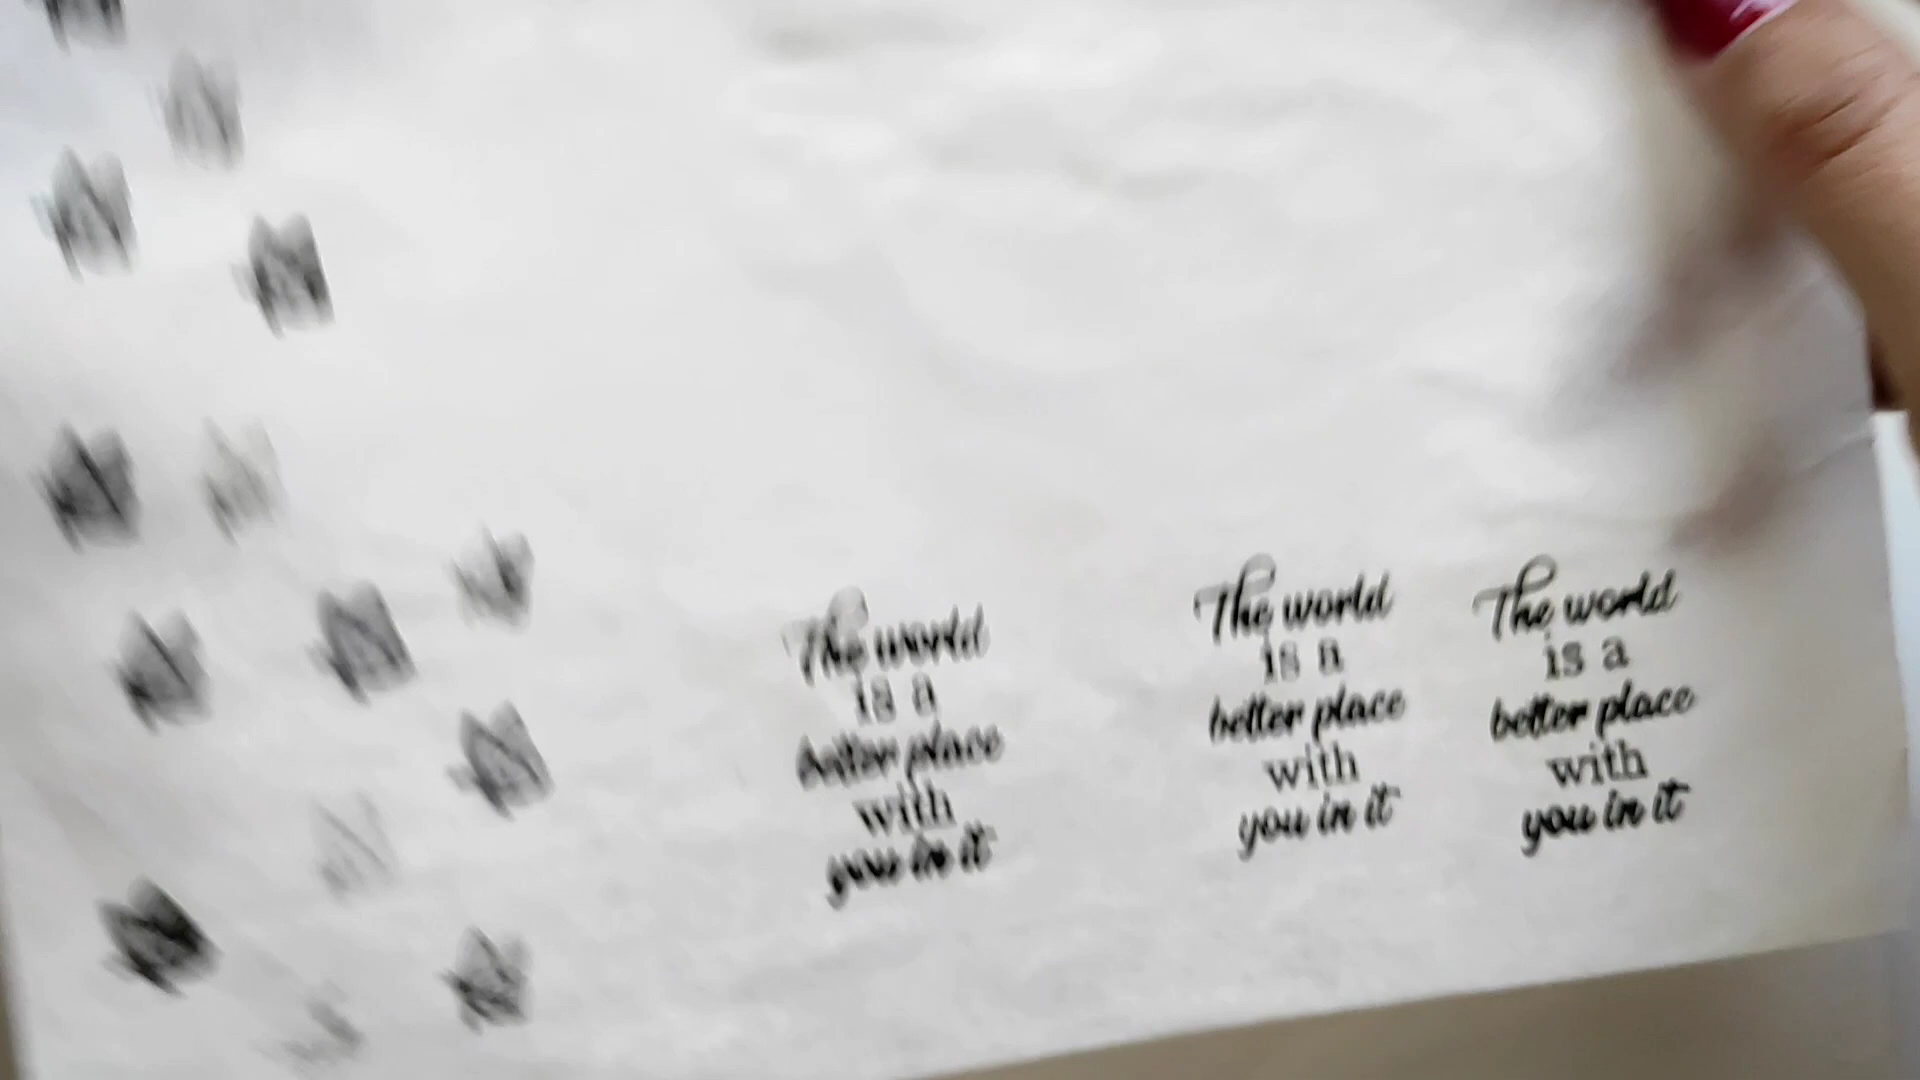 The world
is a
better place
with
you in it
The world
is a
better place
with
you in it
The world
is a
better place
with
you in it